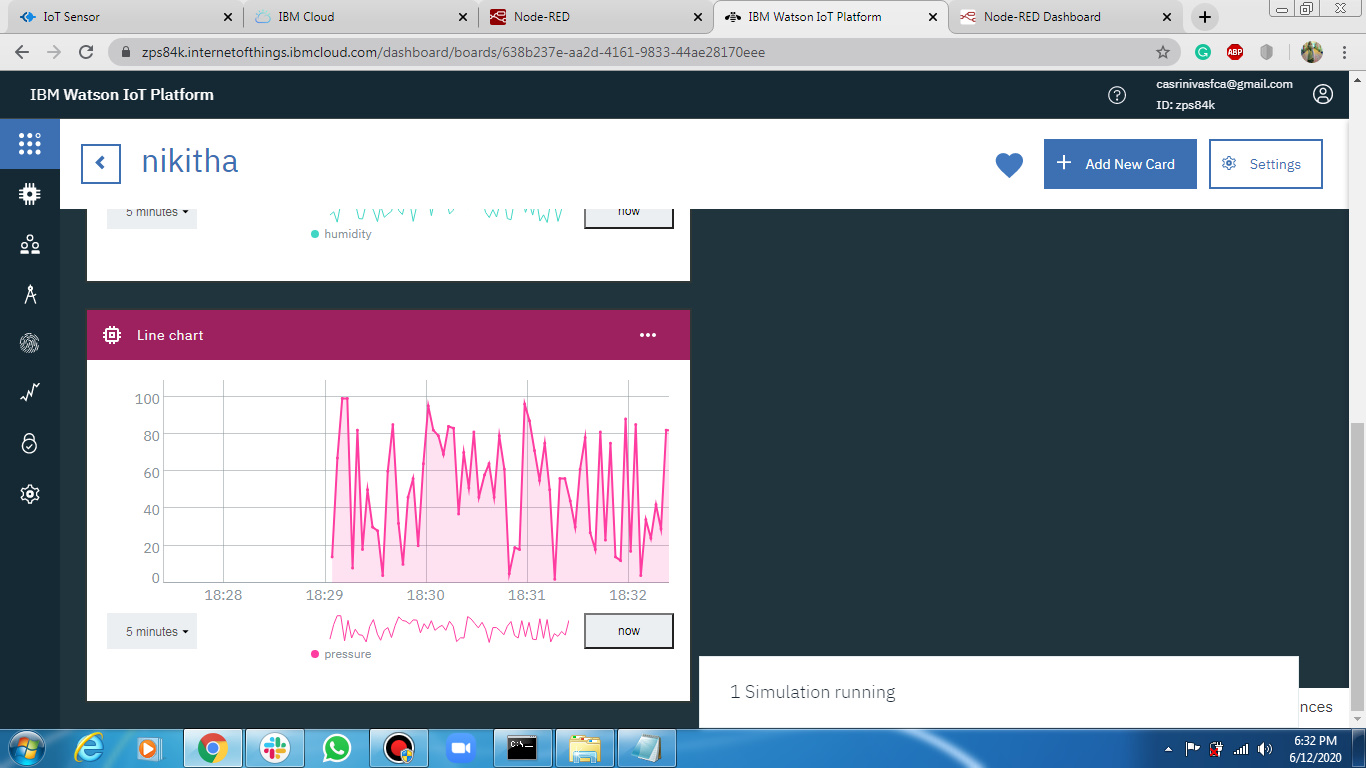 IoT Sensor
IBM Cloud
Node-RED
IBM Watson IoT Platform
Node-RED Dashboard
zps84k.internetofthings.ibmcloud.com/dashboard/boards/638b237e-aa2d-4161-9833-44ae28170eee
ABP
IBM Watson IoT Platform
casrinivasfca@gmail.com
ID: zps84k
nikitha
Add New Card
Settings
5 minutes
now
humidity
Line chart
100
80
60
40
20
0
18:28
18:29
18:30
18:31
18:32
5 minutes
now
pressure
1 Simulation running
nces
C:\
6:32 PM
6/12/2020